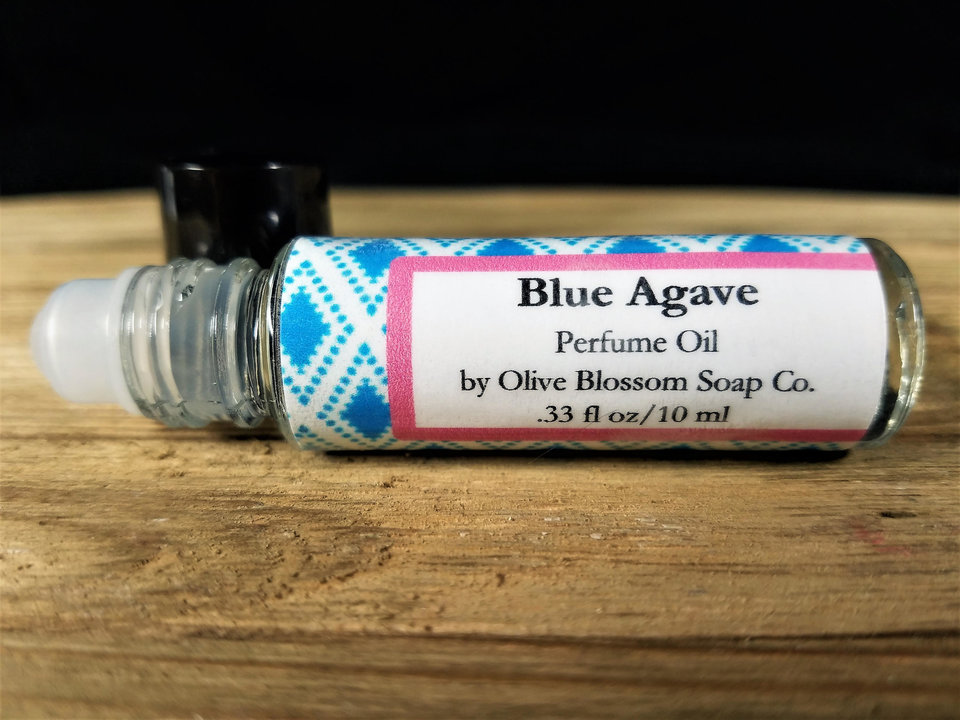 Blue Agave
Perfume Oil
by Olive Blossom Soap Co.
.33 fl oz/10 ml